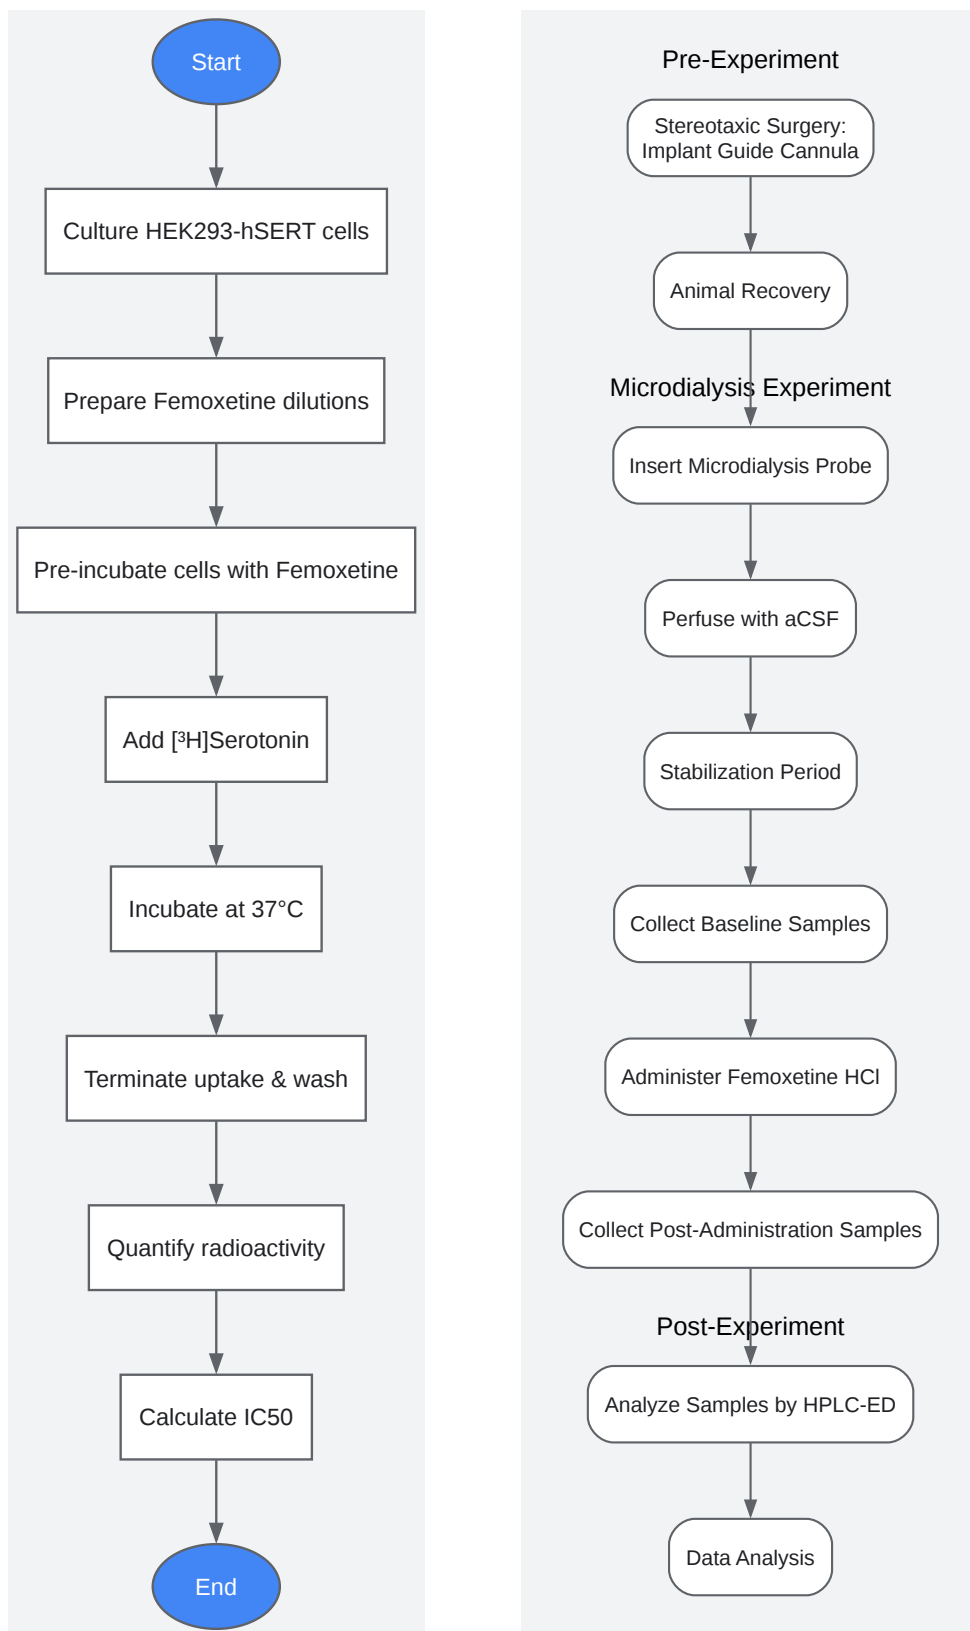 Start
Culture HEK293-hSERT cells
Prepare Femoxetine dilutions
Pre-incubate cells with Femoxetine
Add [³H]Serotonin
Incubate at 37°C
Terminate uptake & wash
Quantify radioactivity
Calculate IC50
End
Pre-Experiment
Stereotaxic Surgery:
Implant Guide Cannula
Animal Recovery
Microdialysis Experiment
Insert Microdialysis Probe
Perfuse with aCSF
Stabilization Period
Collect Baseline Samples
Administer Femoxetine HCl
Collect Post-Administration Samples
Post-Experiment
Analyze Samples by HPLC-ED
Data Analysis